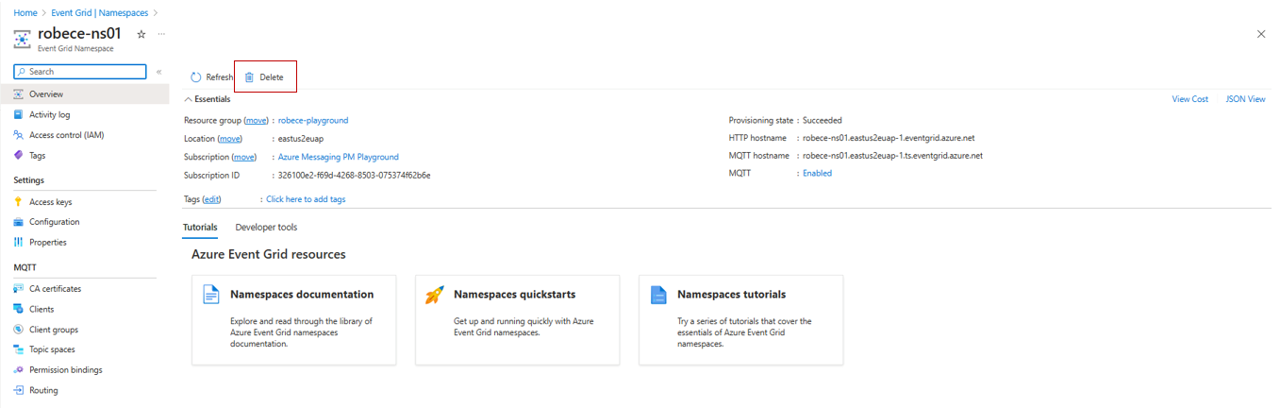 Home > Event Grid | Namespaces >
robece-ns01
Event Grid Namespace
Search
Overview
Activity log
Access control (IAM)
Tags
Settings
Access keys
Configuration
Properties
MQTT
CA certificates
Clients
Client groups
Topic spaces
Permission bindings
Routing
Refresh Delete
Essentials
View Cost JSON View
Resource group (move) : robece-playground
Location (move) : eastus2euap
Subscription (move) : Azure Messaging PM Playground
Subscription ID : 326100e2-f69d-4268-8503-075374f62b6e
Provisioning state : Succeeded
HTTP hostname : robece-ns01.eastus2euap-1.eventgrid.azure.net
MQTT hostname : robece-ns01.eastus2euap-1.ts.eventgrid.azure.net
MQTT : Enabled
Tags (edit) : Click here to add tags
Tutorials Developer tools
Azure Event Grid resources
Namespaces documentation
Explore and read through the library of
Azure Event Grid namespaces
documentation.
Namespaces quickstarts
Get up and running quickly with Azure
Event Grid namespaces.
Namespaces tutorials
Try a series of tutorials that cover the
essentials of Azure Event Grid
namespaces.